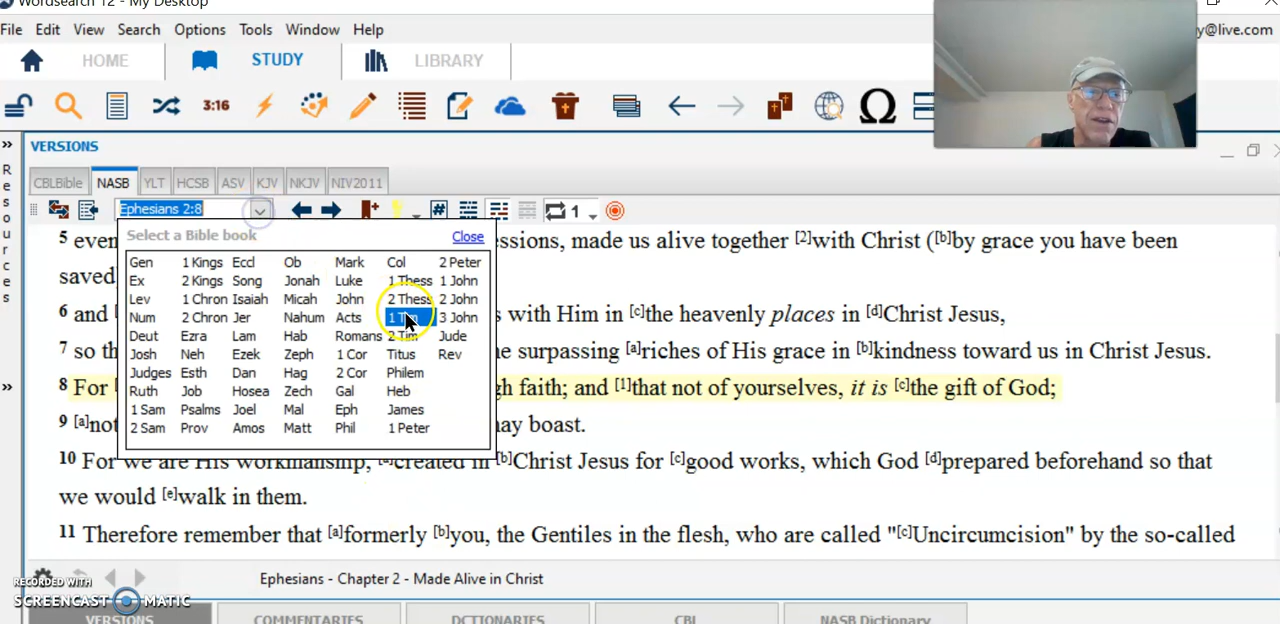 Wordsearch 12 - My Desktop
File Edit View Search Options Tools Window Help y@live.com
HOME STUDY LIBRARY
3:16 Ω
VERSIONS
CBLBible NASB YLT HCSB ASV KJV NKJV NIV2011
Resources
Ephesians 2:8 # 1
Select a Bible book Close
Gen 1 Kings Eccl Ob Mark Col 2 Peter
Ex 2 Kings Song Jonah Luke 1 Thess 1 John
Lev 1 Chron Isaiah Micah John 2 Thess 2 John
Num 2 Chron Jer Nahum Acts 1 Tim 3 John
Deut Ezra Lam Hab Romans 2 Tim Jude
Josh Neh Ezek Zeph 1 Cor Titus Rev
Judges Esth Dan Hag 2 Cor Philem
Ruth Job Hosea Zech Gal Heb
1 Sam Psalms Joel Mal Eph James
2 Sam Prov Amos Matt Phil 1 Peter
5 even ssions, made us alive together [2]with Christ ([b]by grace you have been
saved
6 and s with Him in [c]the heavenly places in [d]Christ Jesus,
7 so th e surpassing [a]riches of His grace in [b]kindness toward us in Christ Jesus.
8 For gh faith; and [1]that not of yourselves, it is [c]the gift of God;
9 [a]not ay boast.
10 For we are His workmanship, created in [b]Christ Jesus for [c]good works, which God [d]prepared beforehand so that
we would [e]walk in them.
11 Therefore remember that [a]formerly [b]you, the Gentiles in the flesh, who are called "[c]Uncircumcision" by the so-called
Ephesians - Chapter 2 - Made Alive in Christ
RECORDED WITH
SCREENCAST MATIC
VERSIONS COMMENTARIES DCTIONARIES CBL NASB Dictionary